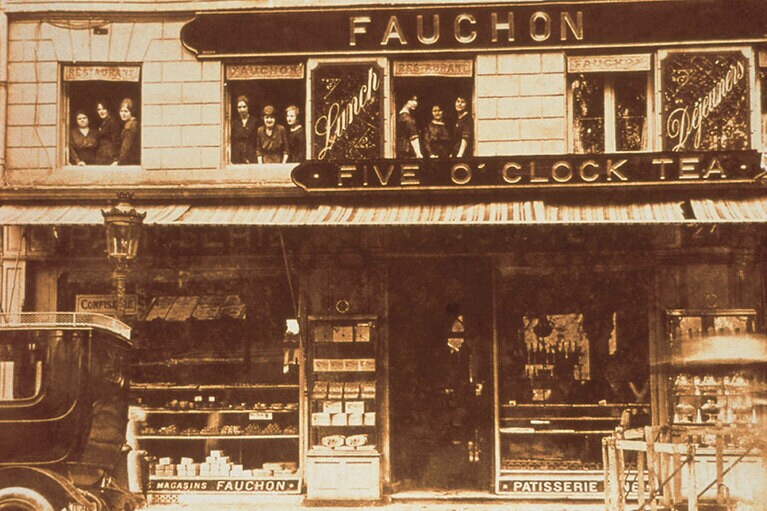 FAUCHON
RESTAURANT
FAUCHON
RESTAURANT
FAUCHON
Lunch
Déjeuners
FIVE O'CLOCK TEA
CONFISERIE
MAGASINS FAUCHON
PATISSERIE